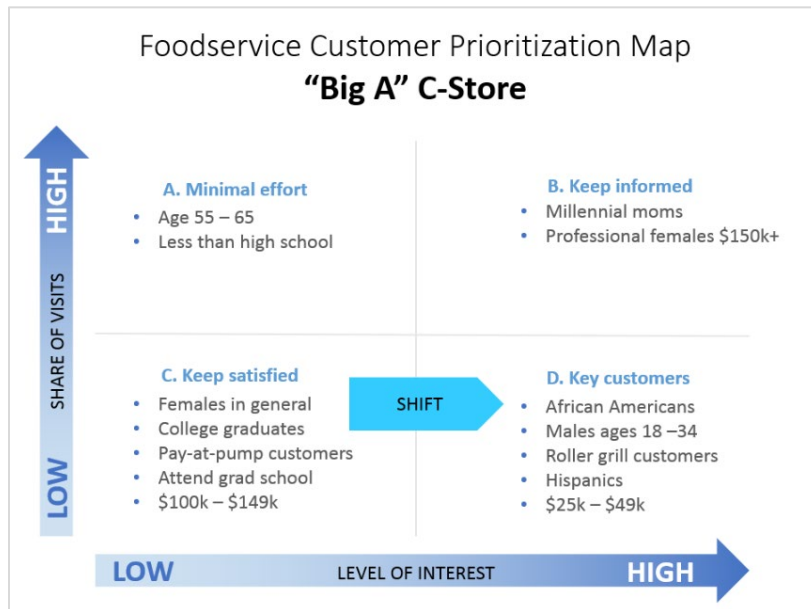 Foodservice Customer Prioritization Map
“Big A” C-Store
HIGH
SHARE OF VISITS
LOW
A. Minimal effort
• Age 55 – 65
• Less than high school
B. Keep informed
• Millennial moms
• Professional females $150k+
C. Keep satisfied
• Females in general
• College graduates
• Pay-at-pump customers
• Attend grad school
• $100k – $149k
SHIFT
D. Key customers
• African Americans
• Males ages 18 –34
• Roller grill customers
• Hispanics
• $25k – $49k
LOW
LEVEL OF INTEREST
HIGH